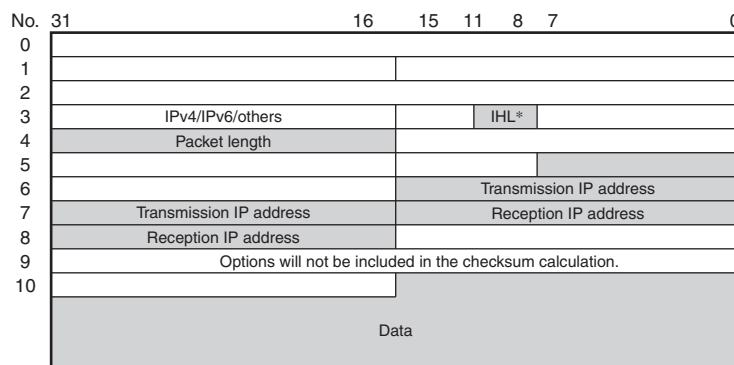 No. 31 16 15 11 8 7 0
0
1
2
3 IPv4/IPv6/others IHL*
4 Packet length
5
6 Transmission IP address
7 Transmission IP address Reception IP address
8 Reception IP address
9 Options will not be included in the checksum calculation.
10
Data